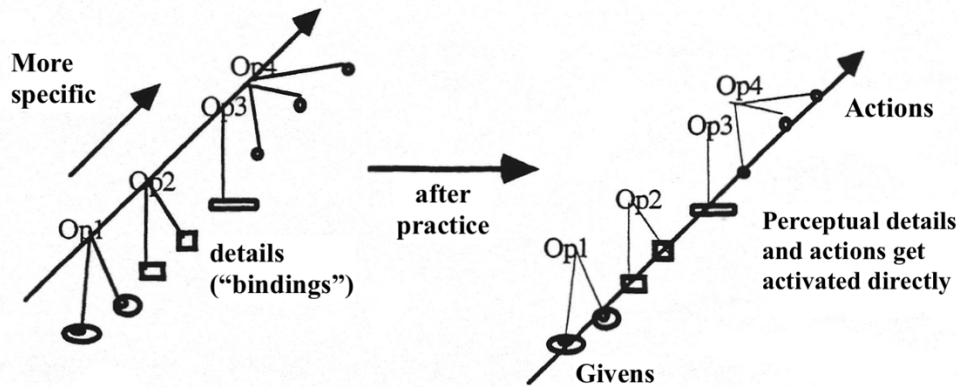 More
specific
Op4
Op3
Op2
Op1
details
(“bindings”)
after
practice
Op4
Op3
Op2
Op1
Actions
Perceptual details
and actions get
activated directly
Givens